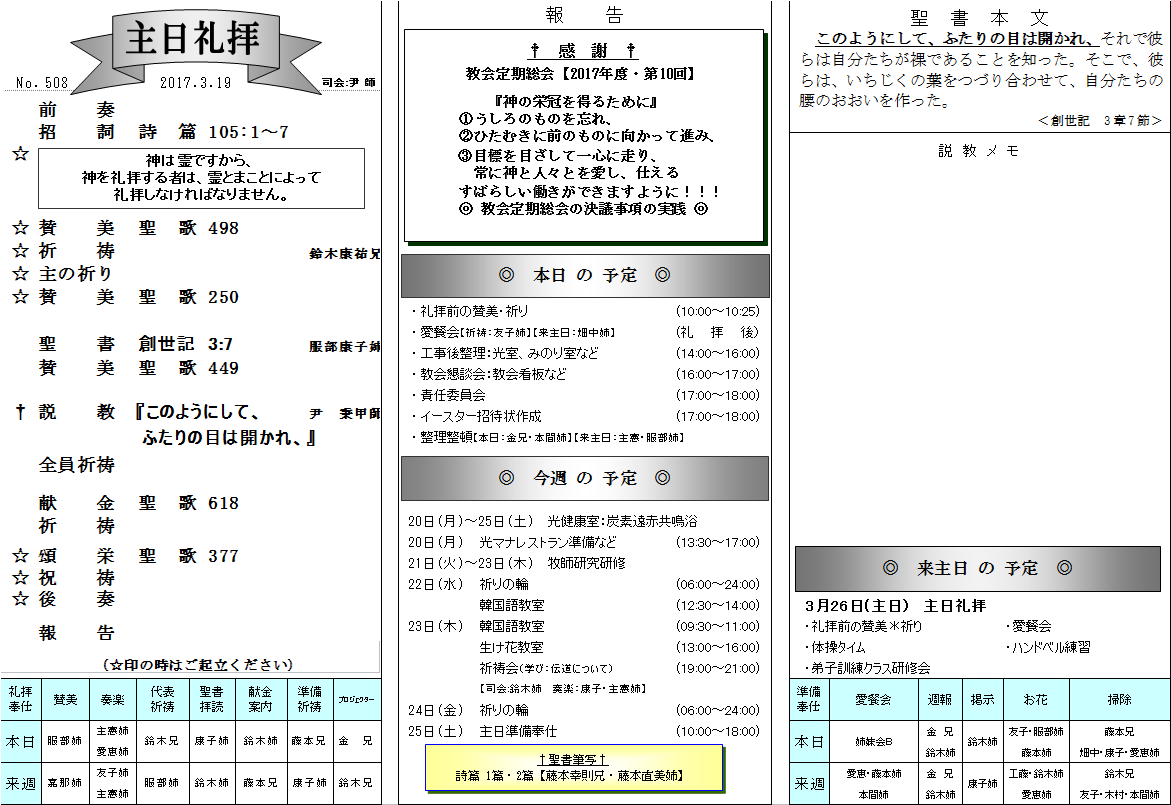 主日礼拝
No. 508 2017.3.19 司会:尹 師
前 奏
招 詞 詩 篇 105:1～7
☆
神は霊ですから、
神を礼拝する者は、霊とまことによって
礼拝しなければなりません。
☆ 賛 美 聖 歌 498
☆ 祈 祷 鈴木康祐兄
☆ 主の祈り
☆ 賛 美 聖 歌 250
聖 書 創世記 3:7 服部康子姉
賛 美 聖 歌 449
† 説 教 『このようにして、 尹 秉甲師
ふたりの目は開かれ、』
全員祈祷
献 金 聖 歌 618
祈 祷
☆ 頌 栄 聖 歌 377
☆ 祝 祷
☆ 後 奏
報 告
(☆印の時はご起立ください)
礼拝奉仕 賛美 奏楽 代表祈祷 聖書拝読 献金案内 準備祈祷 プロジェクター
本日 服部姉 主憲姉 愛恵姉 鈴木兄 康子姉 鈴木姉 藤本兄 金 兄
来週 嘉那姉 友子姉 主憲姉 服部姉 鈴木姉 藤本兄 康子姉 鈴木兄
報 告
† 感 謝 †
教会定期総会【2017年度・第10回】
『神の栄冠を得るために』
①うしろのものを忘れ、
②ひたむきに前のものに向かって進み、
③目標を目ざして一心に走り、
常に神と人々とを愛し、仕える
すばらしい働きができますように！！！
◎ 教会定期総会の決議事項の実践 ◎
◎ 本日 の 予定 ◎
・礼拝前の賛美・祈り (10:00～10:25)
・愛餐会【祈祷：友子姉】【来主日：畑中姉】 (礼 拝 後)
・工事後整理：光室、みのり室など (14:00～16:00)
・教会懇談会：教会看板など (16:00～17:00)
・責任委員会 (17:00～18:00)
・イースター招待状作成 (17:00～18:00)
・整理整頓【本日：金兄・本間姉】【来主日：主憲・服部姉】
◎ 今週 の 予定 ◎
20日(月)～25日(土) 光健康室：炭素遠赤共鳴浴
20日(月) 光マナレストラン準備など (13:30～17:00)
21日(火)～23日(木) 牧師研究研修
22日(水) 祈りの輪 (06:00～24:00)
韓国語教室 (12:30～14:00)
23日(木) 韓国語教室 (09:30～11:00)
生け花教室 (13:00～16:00)
祈祷会(学び：伝道について) (19:00～21:00)
【司会:鈴木姉 奏楽：康子・主憲姉】
24日(金) 祈りの輪 (06:00～24:00)
25日(土) 主日準備奉仕 (10:00～18:00)
†聖書筆写†
詩篇 1篇・2篇【藤本幸則兄・藤本直美姉】
聖 書 本 文
このようにして、ふたりの目は開かれ、それで彼
らは自分たちが裸であることを知った。そこで、彼
らは、いちじくの葉をつづり合わせて、自分たちの
腰のおおいを作った。
＜創世記 3章7節＞
説 教 メ モ
◎ 来主日 の 予定 ◎
３月26日(主日) 主日礼拝
・礼拝前の賛美＊祈り ・愛餐会
・体操タイム ・ハンドベル練習
・弟子訓練クラス研修会
準備奉仕 愛餐会 週報 掲示 お花 掃除
本日 姉妹会B 金 兄 鈴木姉 鈴木姉 友子・服部姉 藤本姉 藤本兄 畑中・康子・愛恵姉
来週 愛恵・藤本姉 本間姉 金 兄 鈴木姉 康子姉 工藤・鈴木姉 愛恵姉 鈴木兄 友子・木村・本間姉